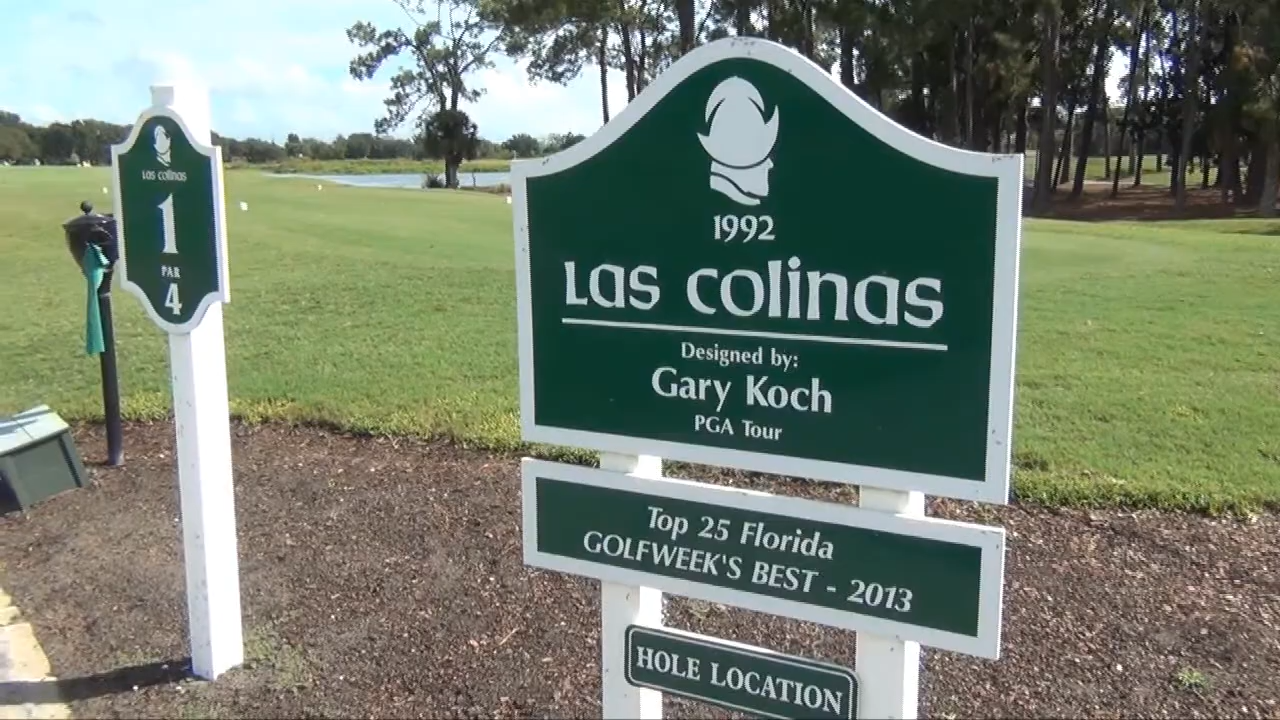 Las Colinas
1
PAR
4
1992
Las Colinas
Designed by:
Gary Koch
PGA Tour
Top 25 Florida
GOLFWEEK'S BEST - 2013
HOLE LOCATION